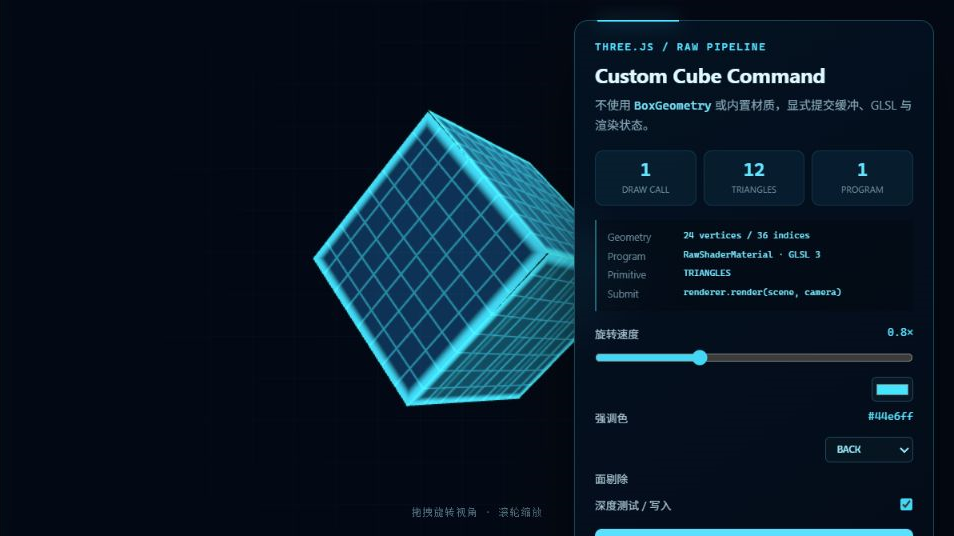 THREE.JS / RAW PIPELINE
Custom Cube Command
不使用 BoxGeometry 或内置材质，显式提交缓冲、GLSL 与
渲染状态。
1 12 1
DRAW CALL TRIANGLES PROGRAM
Geometry 24 vertices / 36 indices
Program RawShaderMaterial · GLSL 3
Primitive TRIANGLES
Submit renderer.render(scene, camera)
旋转速度 0.8×
强调色 #44e6ff
BACK
面剔除
深度测试 / 写入
拖拽旋转视角 · 滚轮缩放